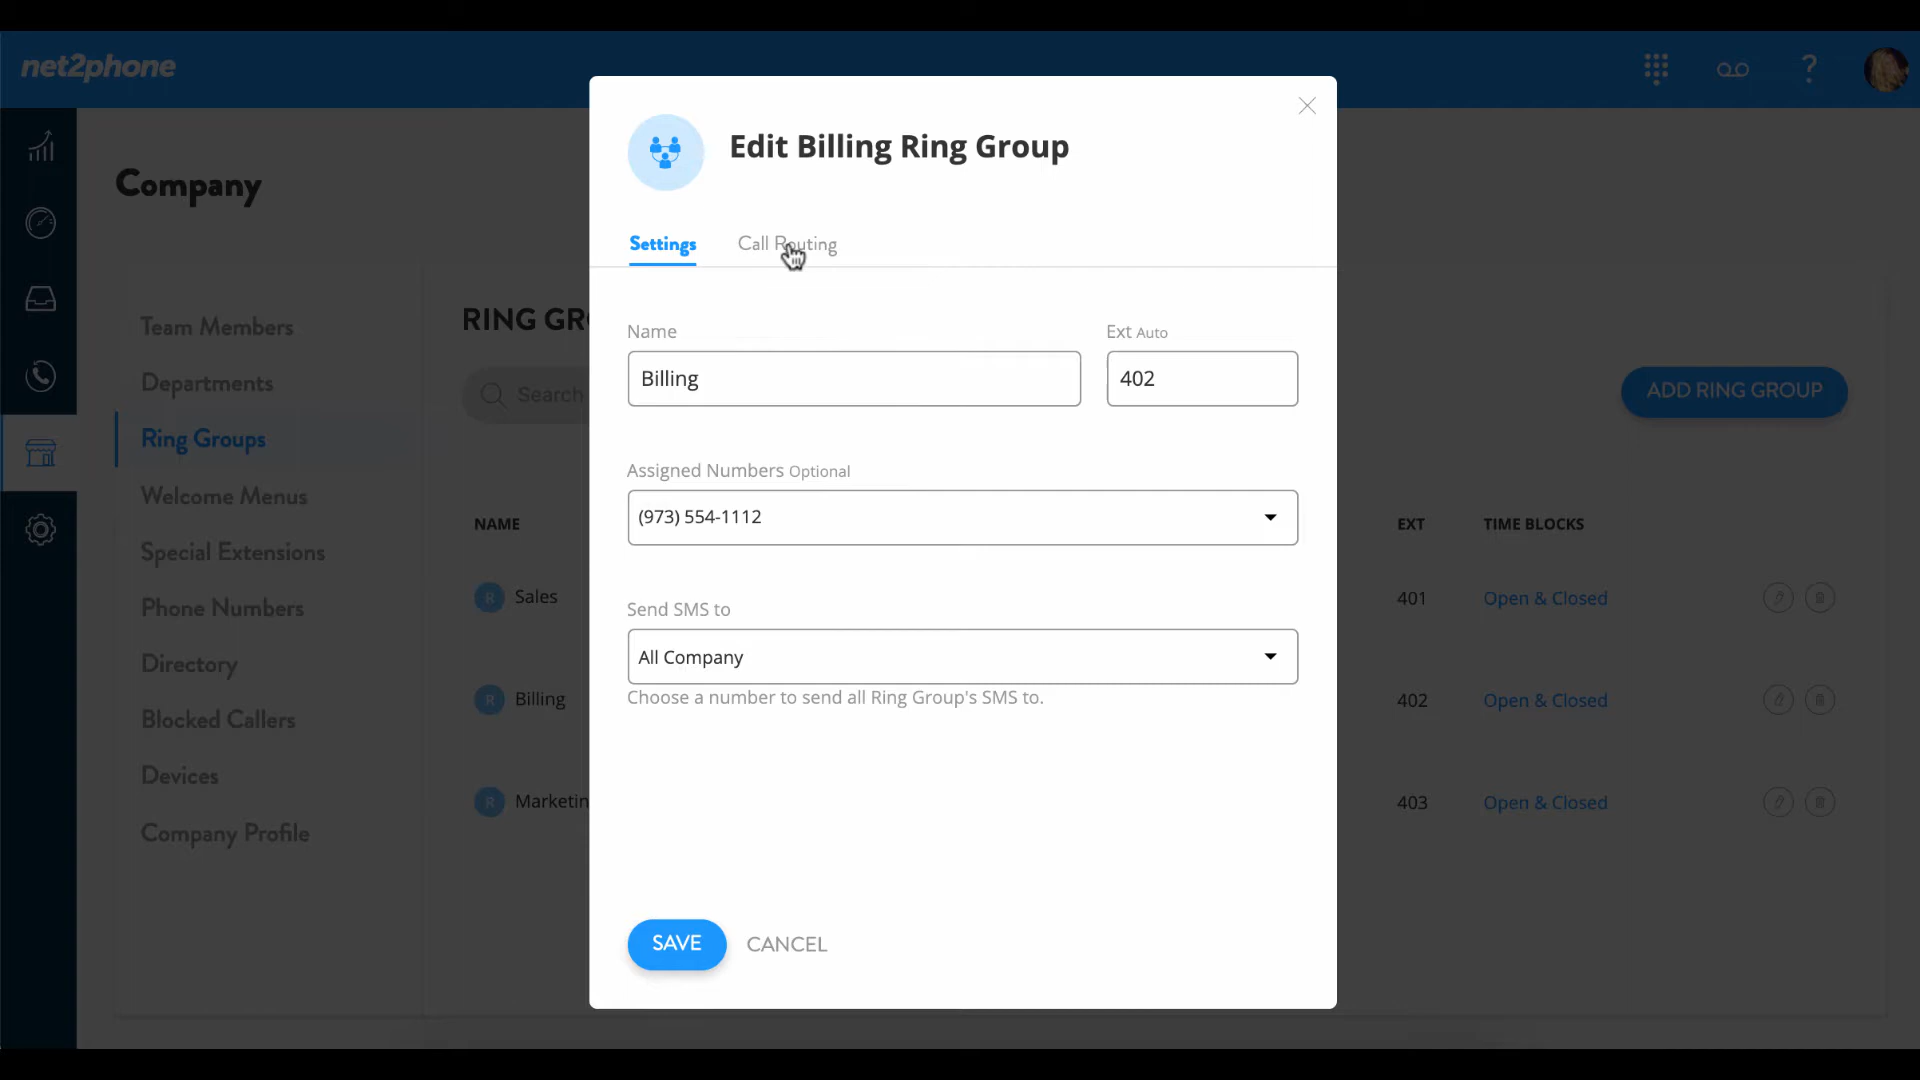 net2phone
?
Company
Team Members
Departments
Ring Groups
Welcome Menus
Special Extensions
Phone Numbers
Directory
Blocked Callers
Devices
Company Profile
RING GR
Search
ADD RING GROUP
NAME
EXT
TIME BLOCKS
R Sales
401
Open & Closed
R Billing
402
Open & Closed
R Marketin
403
Open & Closed
Edit Billing Ring Group
Settings
Call Routing
Name
Ext Auto
Billing
402
Assigned Numbers Optional
(973) 554-1112
Send SMS to
All Company
Choose a number to send all Ring Group's SMS to.
SAVE
CANCEL